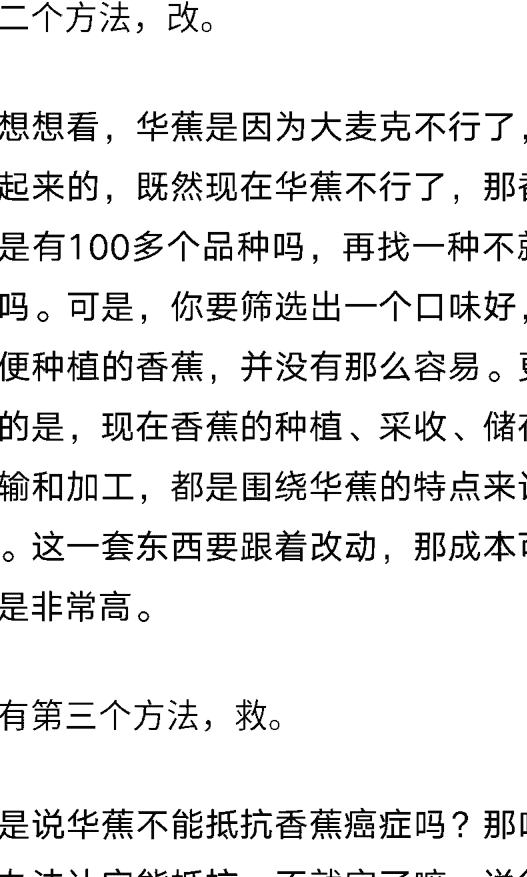 二个方法，改。
想想看，华蕉是因为大麦克不行了，
起来的，既然现在华蕉不行了，那
是有100多个品种吗，再找一种不
吗。可是，你要筛选出一个口味好，
便种植的香蕉，并没有那么容易。
的是，现在香蕉的种植、采收、储
输和加工，都是围绕华蕉的特点来
。这一套东西要跟着改动，那成本
是非常高。
有第三个方法，救。
是说华蕉不能抵抗香蕉癌症吗？那